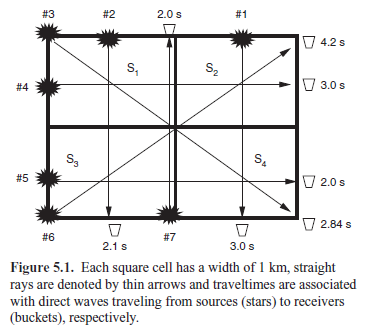 #3 #2 2.0 s #1
4.2 s
S1 S2
#4 3.0 s
S3 S4
#5 2.0 s
2.84 s
#6 #7
2.1 s 3.0 s
Figure 5.1. Each square cell has a width of 1 km, straight
rays are denoted by thin arrows and traveltimes are associated
with direct waves traveling from sources (stars) to receivers
(buckets), respectively.